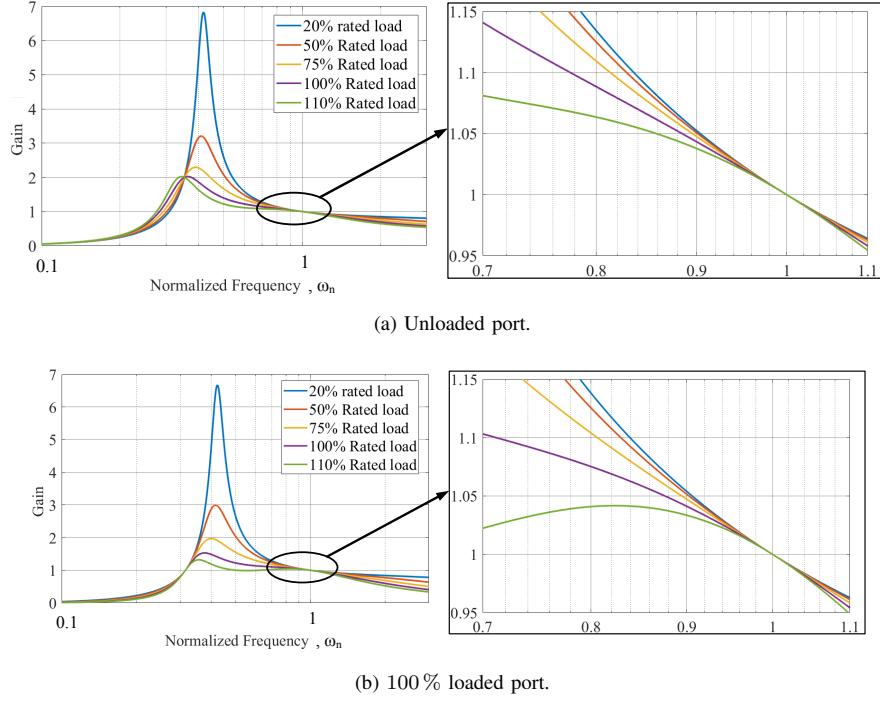 7
6
5
4
3
2
1
0
Gain
20% rated load
50% Rated load
75% Rated load
100% Rated load
110% Rated load
0.1
1
Normalized Frequency , ωn
1.15
1.1
1.05
1
0.95
0.7
0.8
0.9
1
1.1
(a) Unloaded port.
7
6
5
4
3
2
1
0
Gain
20% rated load
50% Rated load
75% Rated load
100% Rated load
110% Rated load
0.1
1
Normalized Frequency , ωn
1.15
1.1
1.05
1
0.95
0.7
0.8
0.9
1
1.1
(b) 100 % loaded port.